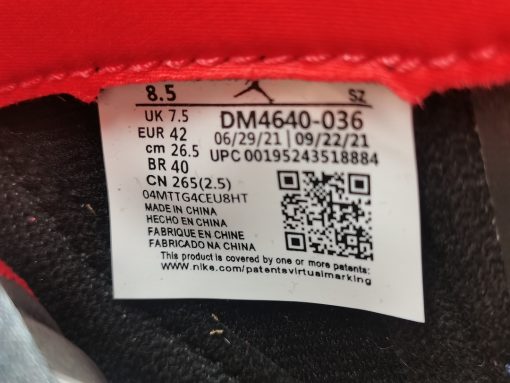 8.5 SZ
UK 7.5 DM4640-036
EUR 42 06/29/21 09/22/21
cm 26.5 UPC 00195243518884
BR 40
CN 265(2.5)
04MTTG4CEU8HT
MADE IN CHINA
HECHO EN CHINA
FABRIQUE EN CHINE
FABRICADO NA CHINA
This product is covered by one or more patents:
www.nike.com/patentsvirtualmarking